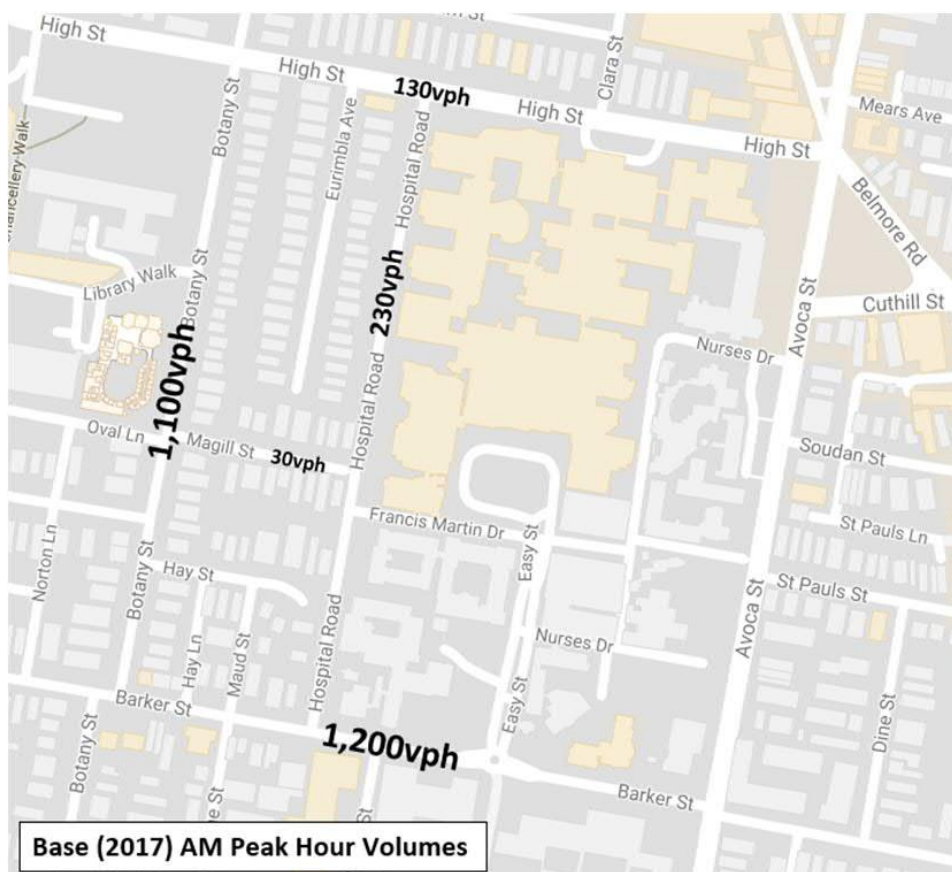 High St
High St
130vph
High St
High St
Clara St
Mears Ave
Belmore Rd
Botany St
Eurimbla Ave
Hospital Road
Chancellery Walk
Library Walk
Botany St
230vph
Cuthill St
Avoca St
Nurses Dr
1,100vph
Hospital Road
Oval Ln
Magill St
30vph
Soudan St
Francis Martin Dr
St Pauls Ln
Norton Ln
Botany St
Hay St
Easy St
St Pauls St
Hay Ln
Maud St
Hospital Road
Nurses Dr
Avoca St
Barker St
Easy St
1,200vph
Dine St
Botany St
Barker St
St
Base (2017) AM Peak Hour Volumes